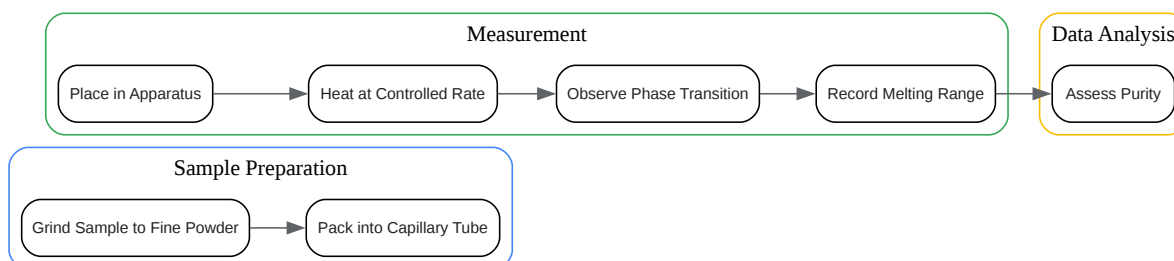 Measurement
Place in Apparatus
Heat at Controlled Rate
Observe Phase Transition
Record Melting Range
Data Analysis
Assess Purity
Sample Preparation
Grind Sample to Fine Powder
Pack into Capillary Tube